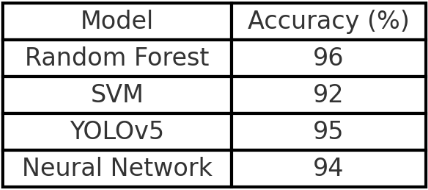 Model Accuracy (%)
Random Forest 96
SVM 92
YOLOv5 95
Neural Network 94